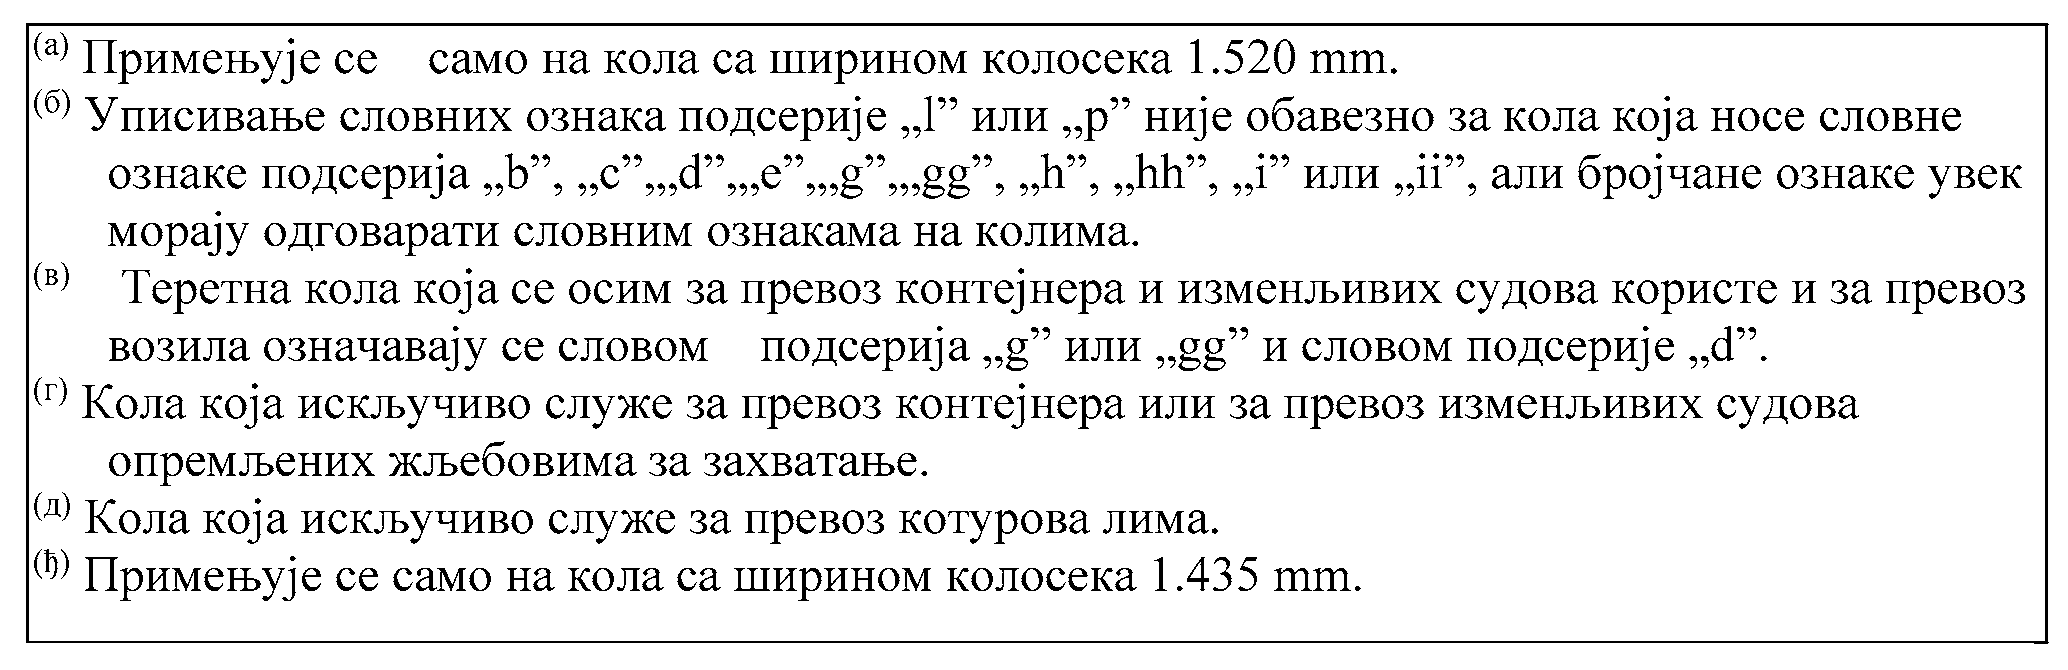 (а) Примењује се само на кола са ширином колосека 1.520 mm.
(б) Уписивање словних ознака подсерије „l” или „p” није обавезно за кола која носе словне
ознаке подсерија „b”, „c”„„d”„„e”„„g”„„gg”, „h”, „hh”, „i” или „ii”, али бројчане ознаке увек
морају одговарати словним ознакама на колима.
(в) Теретна кола која се осим за превоз контејнера и изменљивих судова користе и за превоз
возила означавају се словом подсерија „g” или „gg” и словом подсерије „d”.
(г) Кола која искључиво служе за превоз контејнера или за превоз изменљивих судова
опремљених жљебовима за захватање.
(д) Кола која искључиво служе за превоз котурова лима.
(ђ) Примењује се само на кола са ширином колосека 1.435 mm.